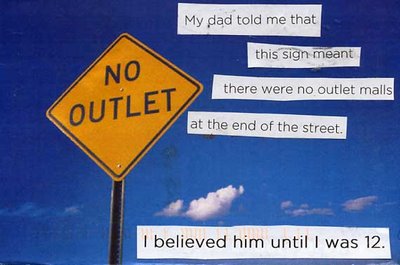 NO
OUTLET
My dad told me that
this sign meant
there were no outlet malls
at the end of the street.
I believed him until I was 12.